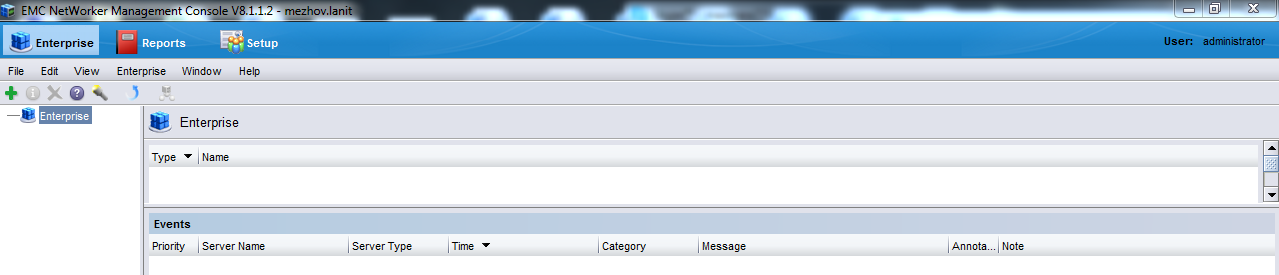 EMC NetWorker Management Console V8.1.1.2 - mezhov.lanit
Enterprise Reports Setup User: administrator
File Edit View Enterprise Window Help
Enterprise
Enterprise
Type Name
Events
Priority Server Name Server Type Time Category Message Annota... Note